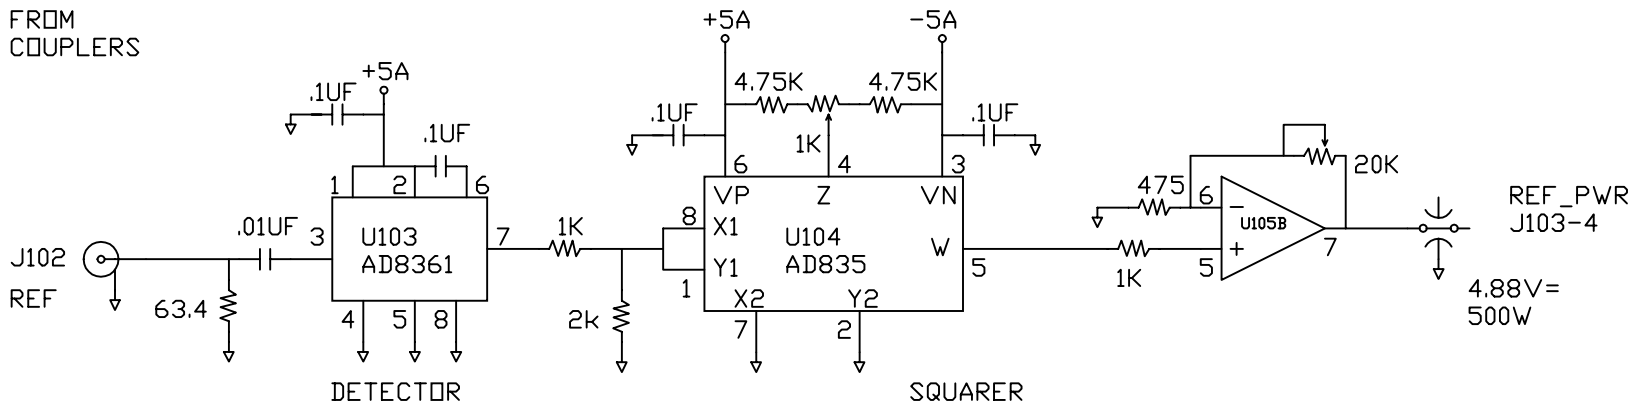 FROM
COUPLERS
+5A
.1UF
.1UF
1
2
6
3
U103
AD8361
7
4
5
8
.01UF
J102
REF
63.4
DETECTOR
1K
2k
+5A
-5A
4.75K
4.75K
.1UF
.1UF
1K
6
4
3
VP
Z
VN
8
X1
U104
AD835
W
Y1
1
5
X2
Y2
7
2
SQUARER
475
20K
6
-
U105B
+
5
7
1K
REF_PWR
J103-4
4.88V=
500W